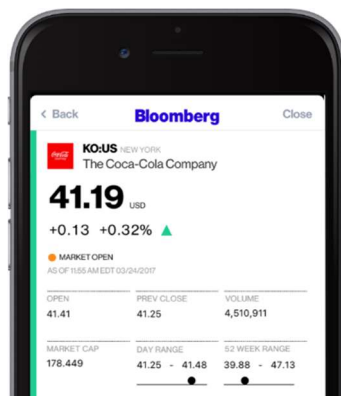 < Back Bloomberg Close
Coca-Cola
KO:US NEW YORK
The Coca-Cola Company
41.19 USD
+0.13 +0.32% ▲
MARKET OPEN
AS OF 11:55 AM EDT 03/24/2017
OPEN PREV CLOSE VOLUME
41.41 41.25 4,510,911
MARKET CAP DAY RANGE 52 WEEK RANGE
178.449 41.25 - 41.48 39.88 - 47.13